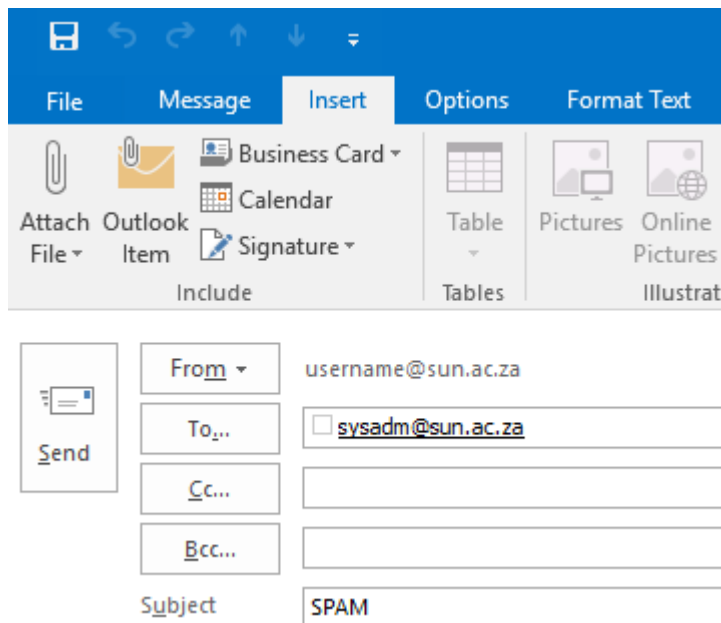 File Message Insert Options Format Text
Attach File
Outlook Item
Business Card
Calendar
Signature
Include
Table
Tables
Pictures
Online Pictures
Illustrat
Send
From username@sun.ac.za
To... sysadm@sun.ac.za
Cc...
Bcc...
Subject SPAM